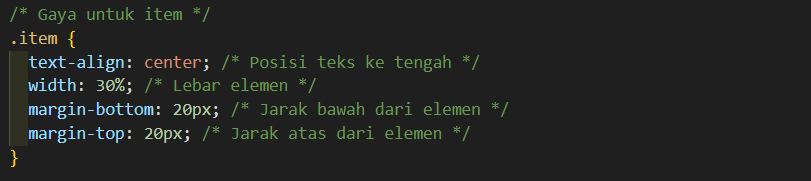 /* Gaya untuk item */
.item {
text-align: center; /* Posisi teks ke tengah */
width: 30%; /* Lebar elemen */
margin-bottom: 20px; /* Jarak bawah dari elemen */
margin-top: 20px; /* Jarak atas dari elemen */
}